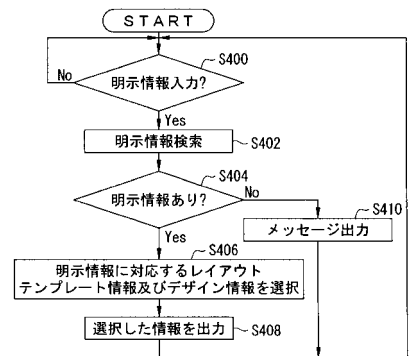 START
S400
明示情報入力?
No
Yes
明示情報検索
S402
S404
明示情報あり?
No
Yes
S410
メッセージ出力
S406
明示情報に対応するレイアウト
テンプレート情報及びデザイン情報を選択
選択した情報を出力
S408